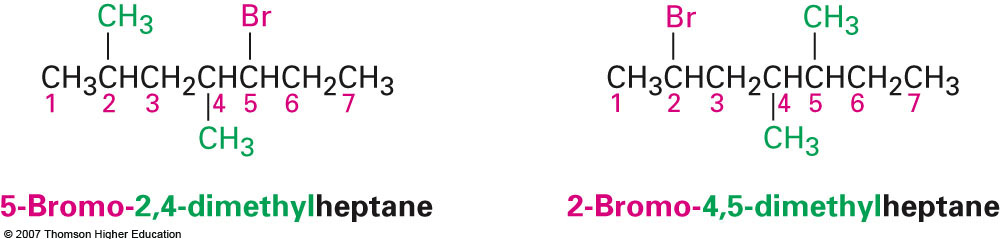 CH3 Br Br CH3
CH3CHCH2CHCHCH2CH3 CH3CHCH2CHCHCH2CH3
1 2 3 4 5 6 7 1 2 3 4 5 6 7
CH3 CH3
5-Bromo-2,4-dimethylheptane 2-Bromo-4,5-dimethylheptane
© 2007 Thomson Higher Education